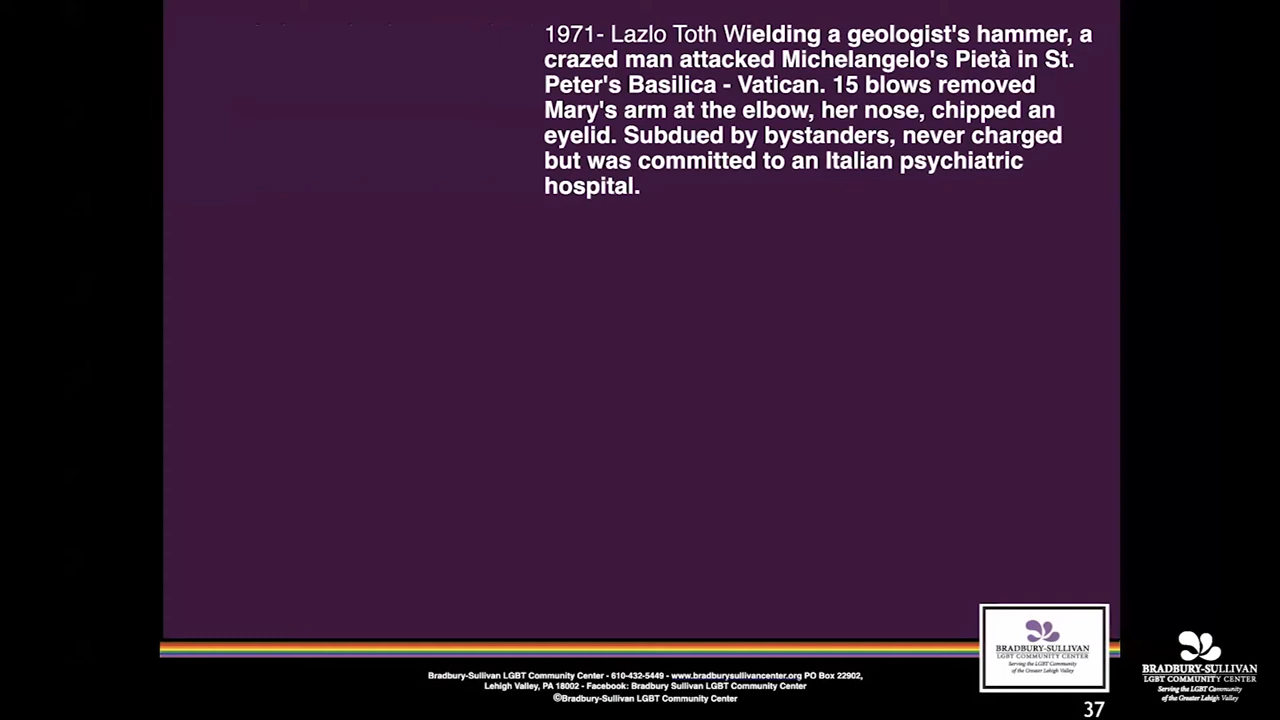 1971- Lazlo Toth Wielding a geologist's hammer, a
crazed man attacked Michelangelo's Pietà in St.
Peter's Basilica - Vatican. 15 blows removed
Mary's arm at the elbow, her nose, chipped an
eyelid. Subdued by bystanders, never charged
but was committed to an Italian psychiatric
hospital.
BRADBURY-SULLIVAN
LGBT COMMUNITY CENTER
Serving the LGBT Community
of the Greater Lehigh Valley
BRADBURY-SULLIVAN
LGBT COMMUNITY CENTER
Serving the LGBT Community
of the Greater Lehigh Valley
Bradbury-Sullivan LGBT Community Center - 610-432-5449 - www.bradburysullivancenter.org PO Box 22902,
Lehigh Valley, PA 18002 - Facebook: Bradbury Sullivan LGBT Community Center
©Bradbury-Sullivan LGBT Community Center
37